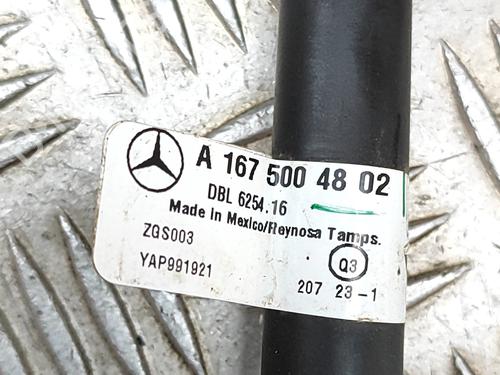 A 167 500 48 02
DBL 6254.16
Made in Mexico/Reynosa Tamps.
ZGS003
Q3
YAP991921
207 23-1